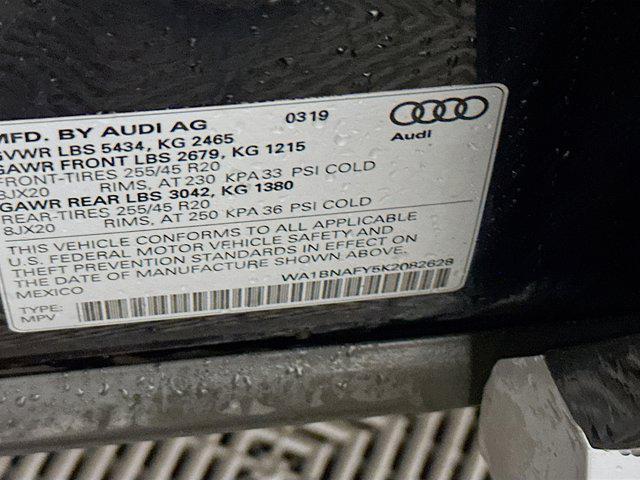 MFD. BY AUDI AG 0319
Audi
GVWR LBS 5434, KG 2465
GAWR FRONT LBS 2679, KG 1215
FRONT-TIRES 255/45 R20
8JX20 RIMS, AT 230 KPA 33 PSI COLD
GAWR REAR LBS 3042, KG 1380
REAR-TIRES 255/45 R20
8JX20 RIMS, AT 250 KPA 36 PSI COLD
THIS VEHICLE CONFORMS TO ALL APPLICABLE
U.S. FEDERAL MOTOR VEHICLE SAFETY AND
THEFT PREVENTION STANDARDS IN EFFECT ON
THE DATE OF MANUFACTURE SHOWN ABOVE.
MEXICO WA1BNAFY5K2092628
TYPE:
MPV